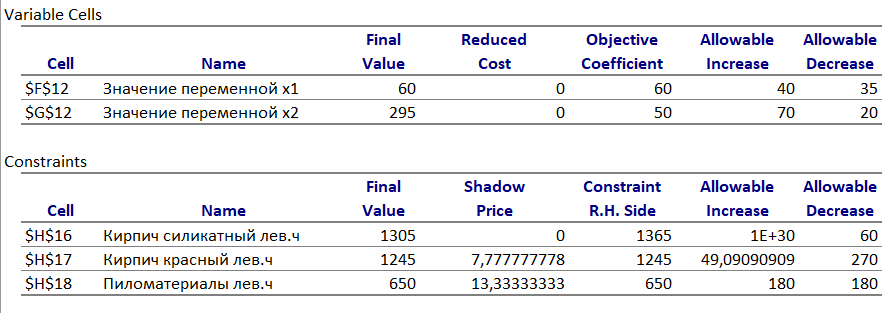 Variable Cells
Final Reduced Objective Allowable Allowable
Cell Name Value Cost Coefficient Increase Decrease
$F$12 Значение переменной x1 60 0 60 40 35
$G$12 Значение переменной x2 295 0 50 70 20
Constraints
Final Shadow Constraint Allowable Allowable
Cell Name Value Price R.H. Side Increase Decrease
$H$16 Кирпич силикатный лев.ч 1305 0 1365 1E+30 60
$H$17 Кирпич красный лев.ч 1245 7,777777778 1245 49,09090909 270
$H$18 Пиломатериалы лев.ч 650 13,33333333 650 180 180